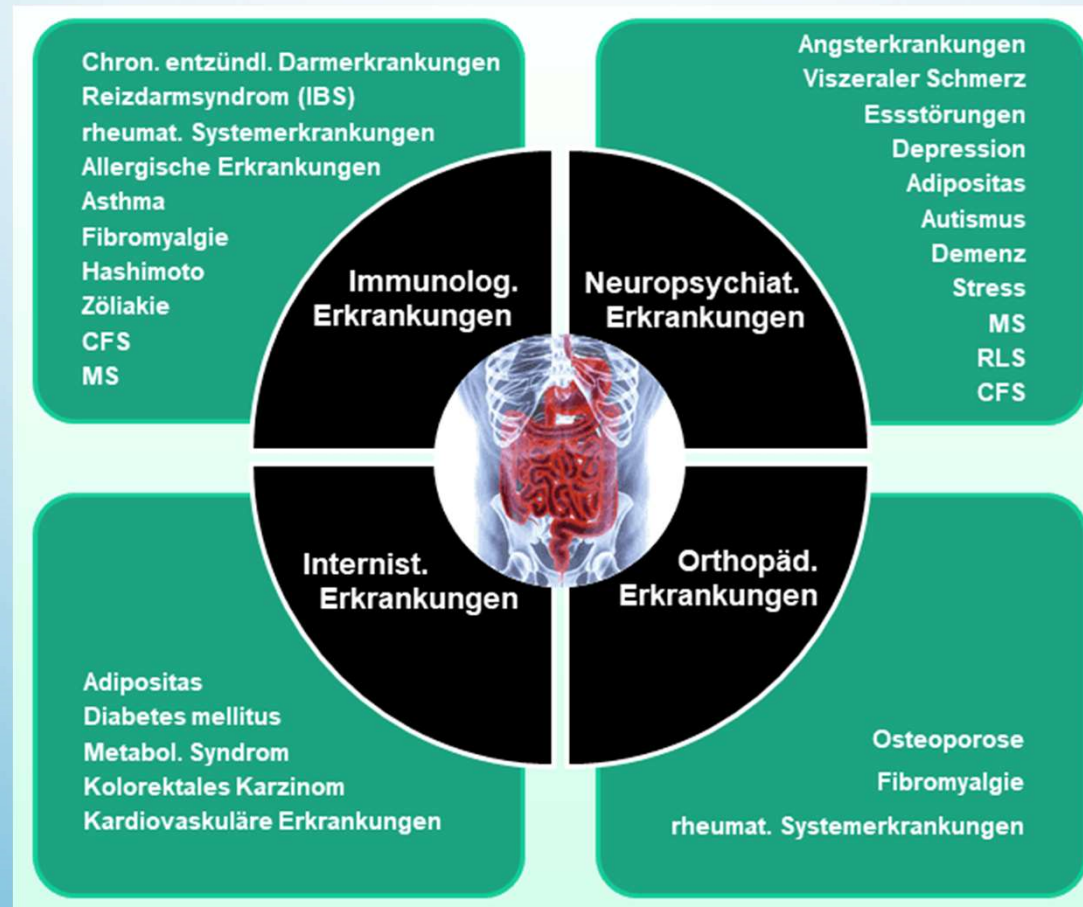 Chron. entzündl. Darmerkrankungen
Reizdarmsyndrom (IBS)
rheumat. Systemerkrankungen
Allergische Erkrankungen
Asthma
Fibromyalgie
Hashimoto
Zöliakie
CFS
MS
Immunolog.
Erkrankungen
Angsterkrankungen
Viszeraler Schmerz
Essstörungen
Depression
Adipositas
Autismus
Demenz
Stress
MS
RLS
CFS
Neuropsychiat.
Erkrankungen
Internist.
Erkrankungen
Adipositas
Diabetes mellitus
Metabol. Syndrom
Kolorektales Karzinom
Kardiovaskuläre Erkrankungen
Orthopäd.
Erkrankungen
Osteoporose
Fibromyalgie
rheumat. Systemerkrankungen